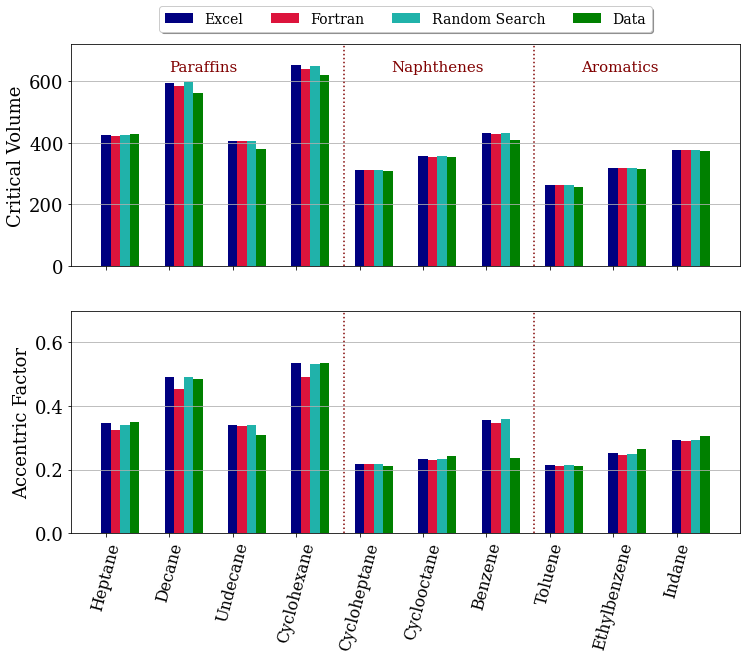 Excel Fortran Random Search Data
Paraffins Naphthenes Aromatics
Critical Volume
600
400
200
0
Accentric Factor
0.6
0.4
0.2
0.0
Heptane Decane Undecane Cyclohexane Cycloheptane Cyclooctane Benzene Toluene Ethylbenzene Indane